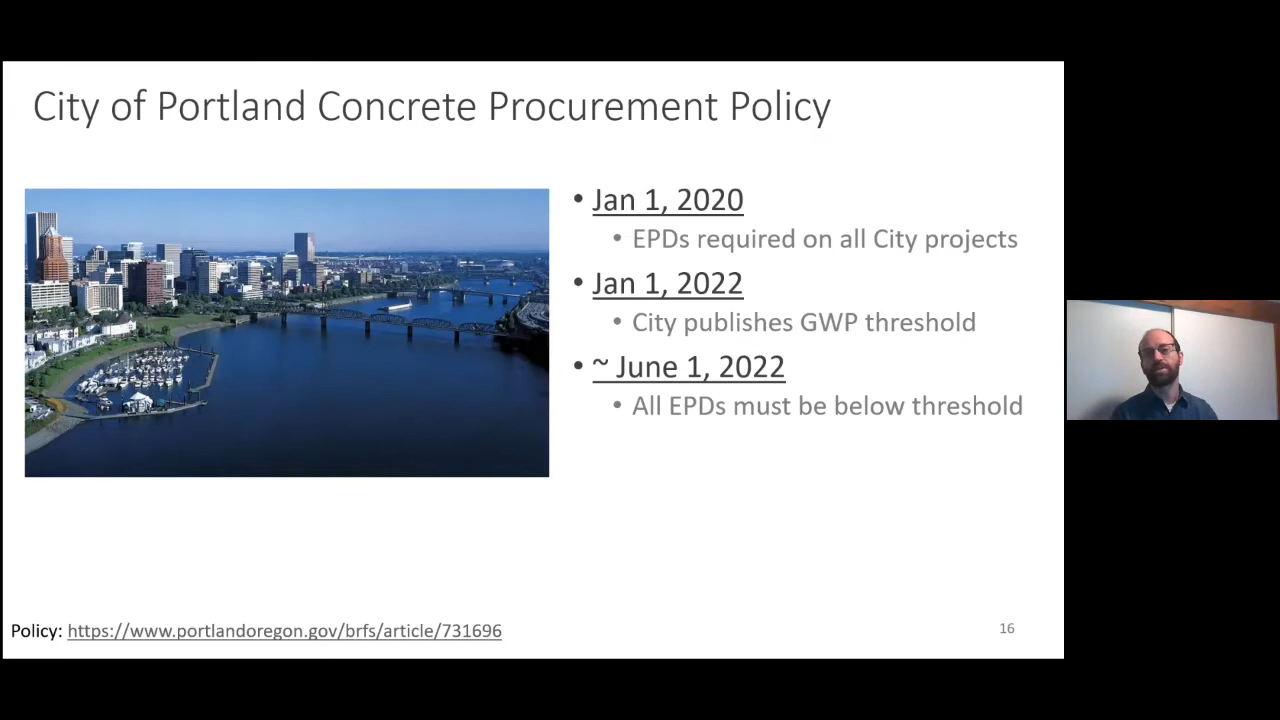 City of Portland Concrete Procurement Policy
• Jan 1, 2020
• EPDs required on all City projects
• Jan 1, 2022
• City publishes GWP threshold
• ~ June 1, 2022
• All EPDs must be below threshold
Policy: https://www.portlandoregon.gov/brfs/article/731696
16